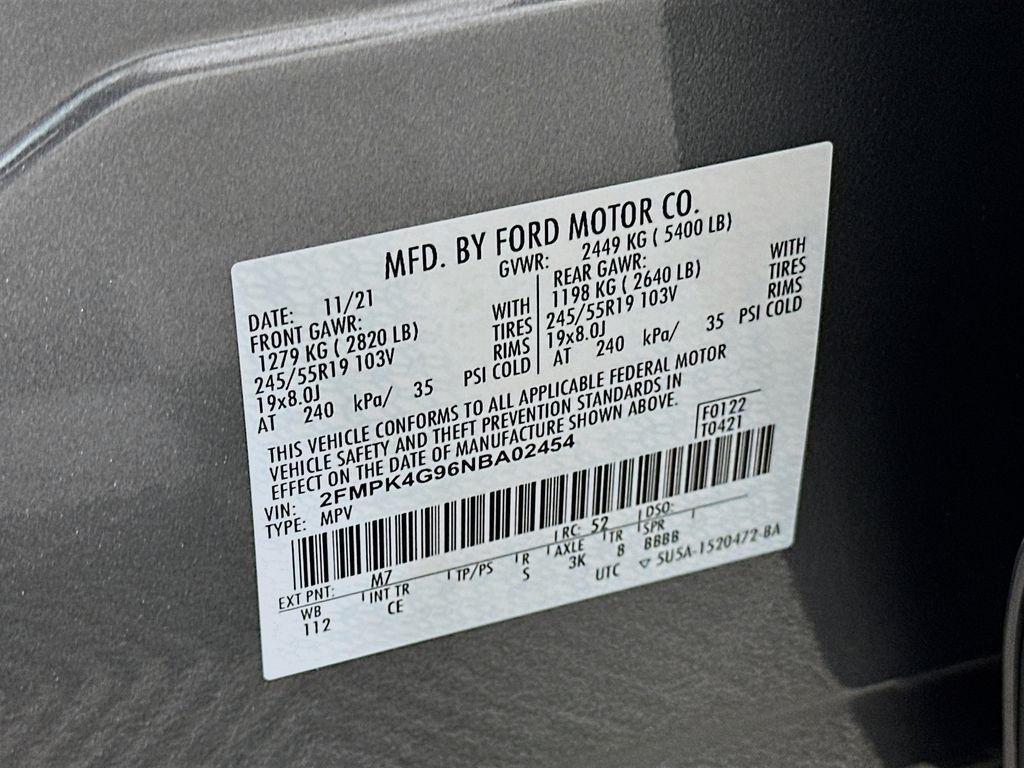 MFD. BY FORD MOTOR CO.
DATE: 11/21 GVWR: 2449 KG ( 5400 LB)
FRONT GAWR:
1279 KG ( 2820 LB) WITH
245/55R19 103V TIRES
19x8.0J RIMS
AT 240 kPa/ 35 PSI COLD
REAR GAWR:
1198 KG ( 2640 LB) WITH
245/55R19 103V TIRES
19x8.0J RIMS
AT 240 kPa/ 35 PSI COLD
THIS VEHICLE CONFORMS TO ALL APPLICABLE FEDERAL MOTOR
VEHICLE SAFETY AND THEFT PREVENTION STANDARDS IN
EFFECT ON THE DATE OF MANUFACTURE SHOWN ABOVE.
F0122
T0421
VIN: 2FMPK4G96NBA02454
TYPE: MPV
EXT PNT: M7 RC: 52 DSO:
WB INT TR TP/PS R AXLE TR SPR
112 CE S 3K 8 BBBB
UTC ▽ 5U5A-1520472-BA